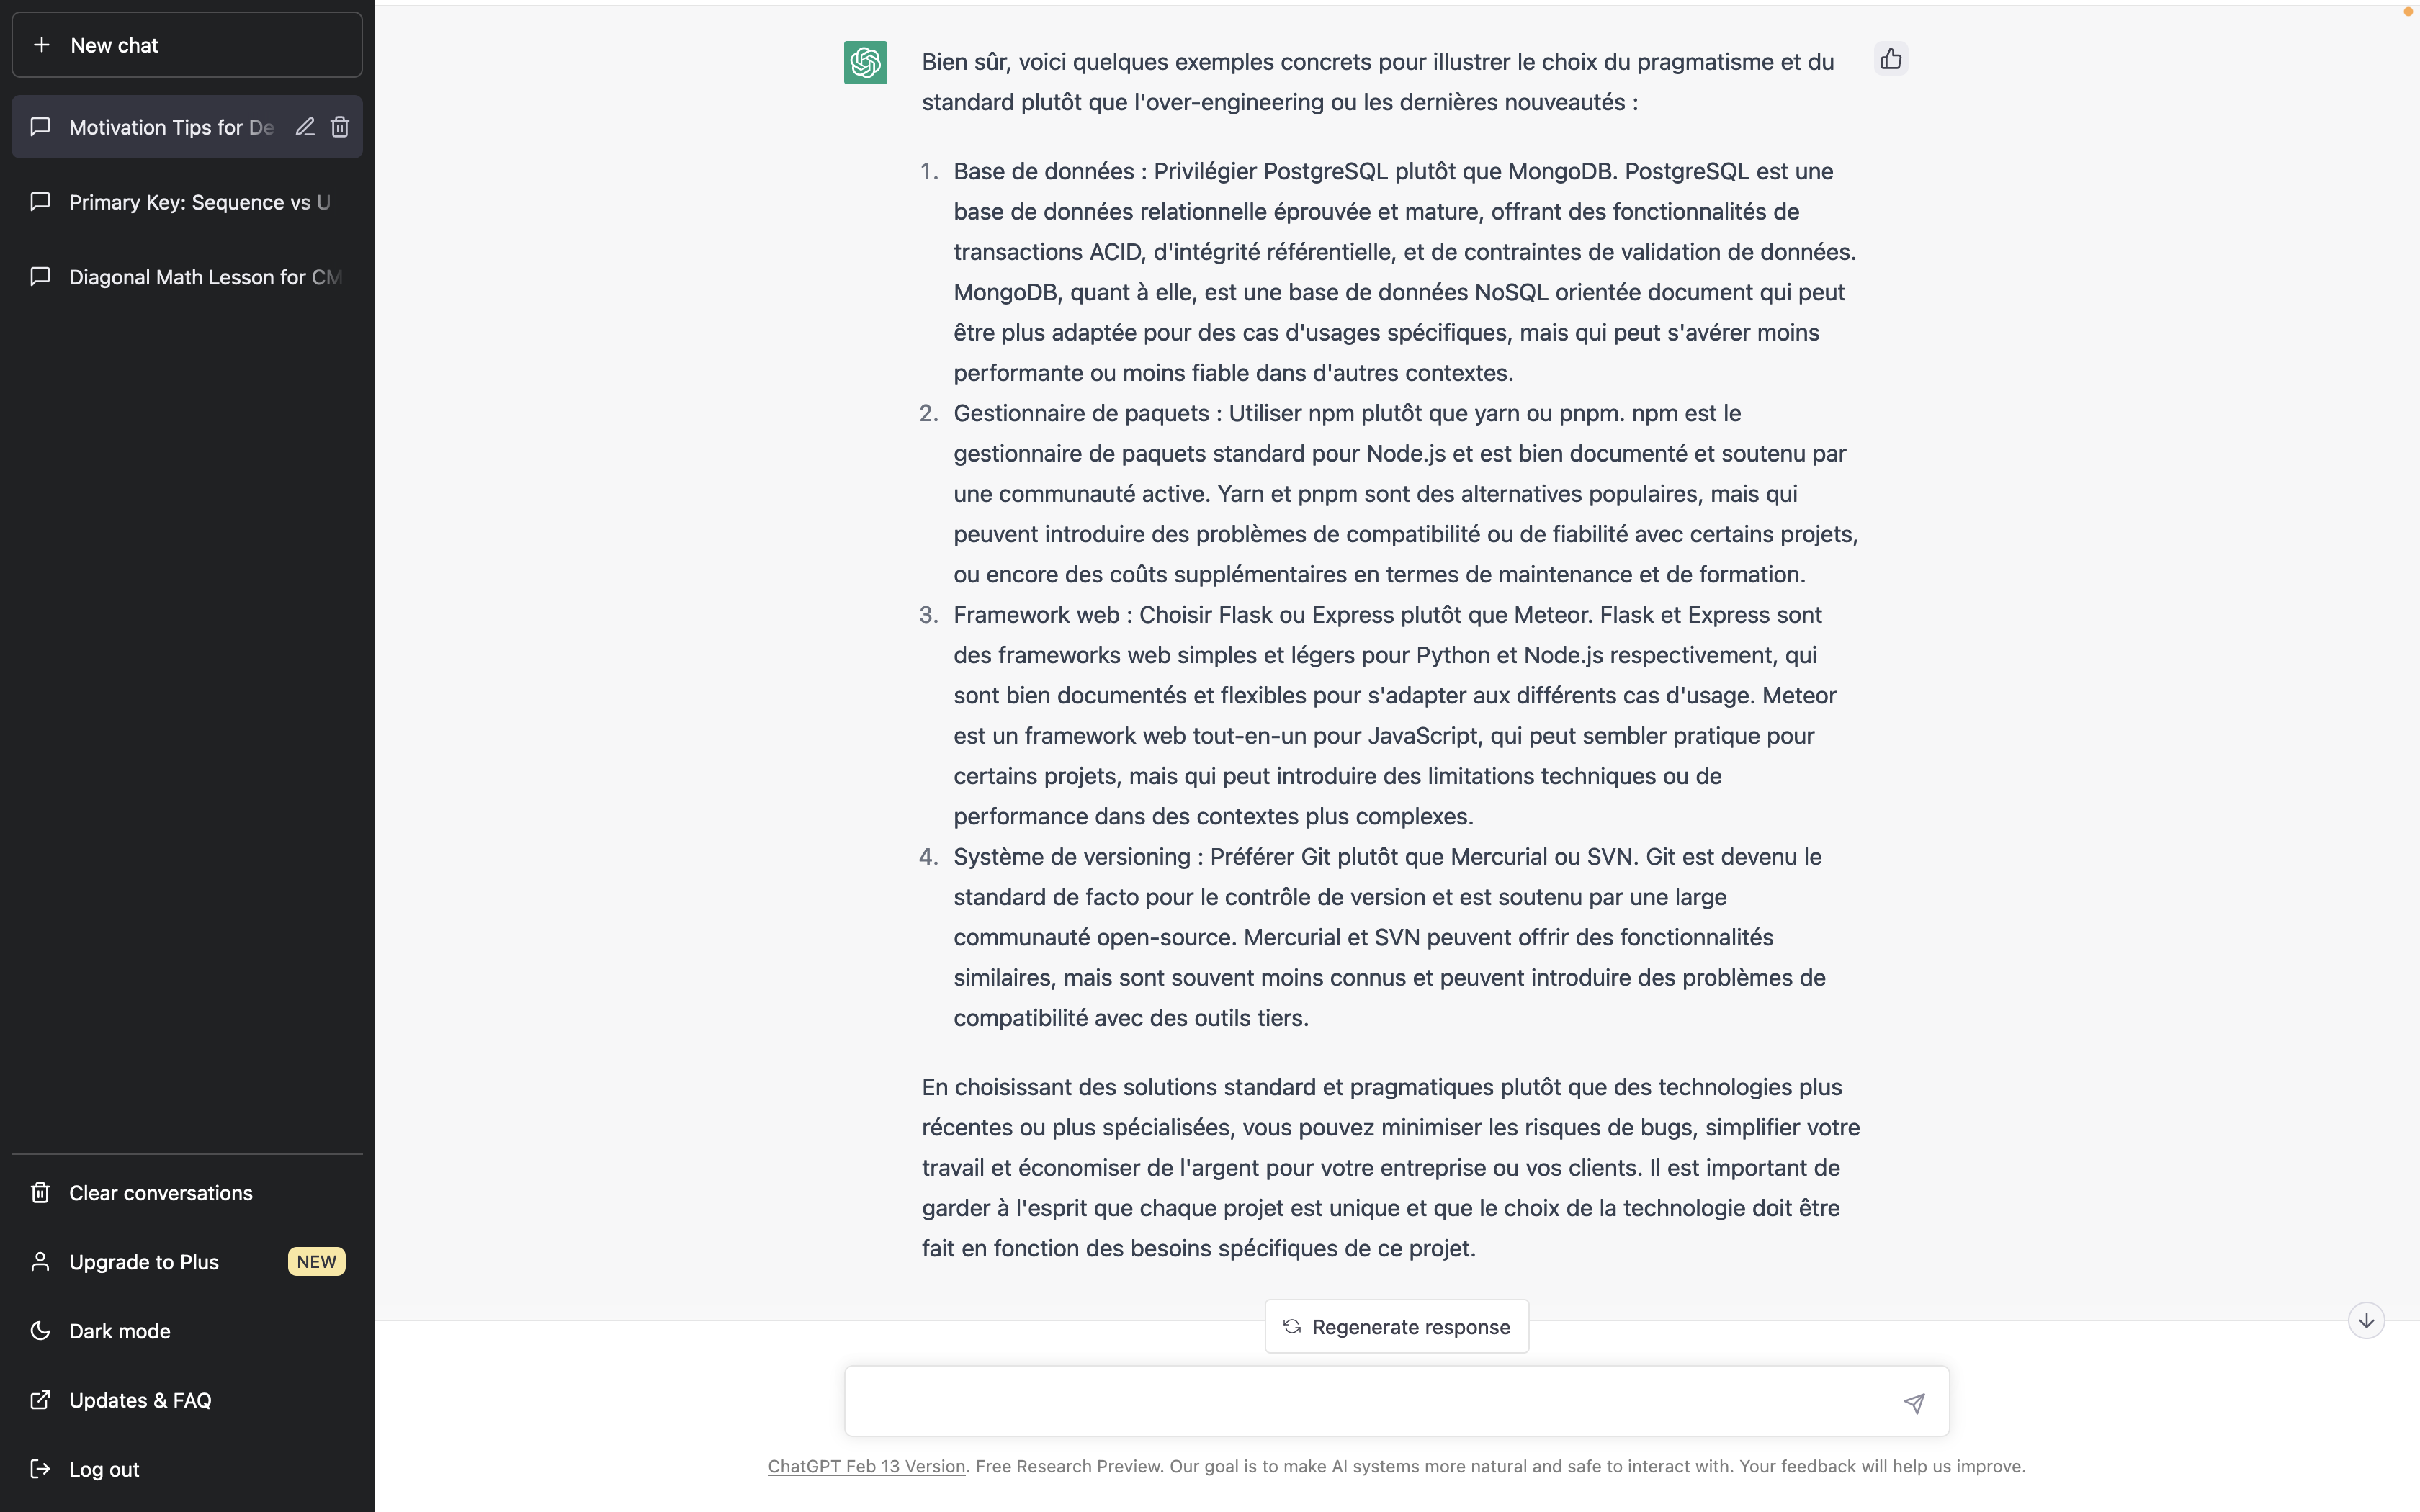 New chat
Motivation Tips for De
Primary Key: Sequence vs U
Diagonal Math Lesson for CM
Clear conversations
Upgrade to Plus NEW
Dark mode
Updates & FAQ
Log out
Bien sûr, voici quelques exemples concrets pour illustrer le choix du pragmatisme et du
standard plutôt que l'over-engineering ou les dernières nouveautés :
1. Base de données : Privilégier PostgreSQL plutôt que MongoDB. PostgreSQL est une
base de données relationnelle éprouvée et mature, offrant des fonctionnalités de
transactions ACID, d'intégrité référentielle, et de contraintes de validation de données.
MongoDB, quant à elle, est une base de données NoSQL orientée document qui peut
être plus adaptée pour des cas d'usages spécifiques, mais qui peut s'avérer moins
performante ou moins fiable dans d'autres contextes.
2. Gestionnaire de paquets : Utiliser npm plutôt que yarn ou pnpm. npm est le
gestionnaire de paquets standard pour Node.js et est bien documenté et soutenu par
une communauté active. Yarn et pnpm sont des alternatives populaires, mais qui
peuvent introduire des problèmes de compatibilité ou de fiabilité avec certains projets,
ou encore des coûts supplémentaires en termes de maintenance et de formation.
3. Framework web : Choisir Flask ou Express plutôt que Meteor. Flask et Express sont
des frameworks web simples et légers pour Python et Node.js respectivement, qui
sont bien documentés et flexibles pour s'adapter aux différents cas d'usage. Meteor
est un framework web tout-en-un pour JavaScript, qui peut sembler pratique pour
certains projets, mais qui peut introduire des limitations techniques ou de
performance dans des contextes plus complexes.
4. Système de versioning : Préférer Git plutôt que Mercurial ou SVN. Git est devenu le
standard de facto pour le contrôle de version et est soutenu par une large
communauté open-source. Mercurial et SVN peuvent offrir des fonctionnalités
similaires, mais sont souvent moins connus et peuvent introduire des problèmes de
compatibilité avec des outils tiers.
En choisissant des solutions standard et pragmatiques plutôt que des technologies plus
récentes ou plus spécialisées, vous pouvez minimiser les risques de bugs, simplifier votre
travail et économiser de l'argent pour votre entreprise ou vos clients. Il est important de
garder à l'esprit que chaque projet est unique et que le choix de la technologie doit être
fait en fonction des besoins spécifiques de ce projet.
Regenerate response
ChatGPT Feb 13 Version. Free Research Preview. Our goal is to make AI systems more natural and safe to interact with. Your feedback will help us improve.